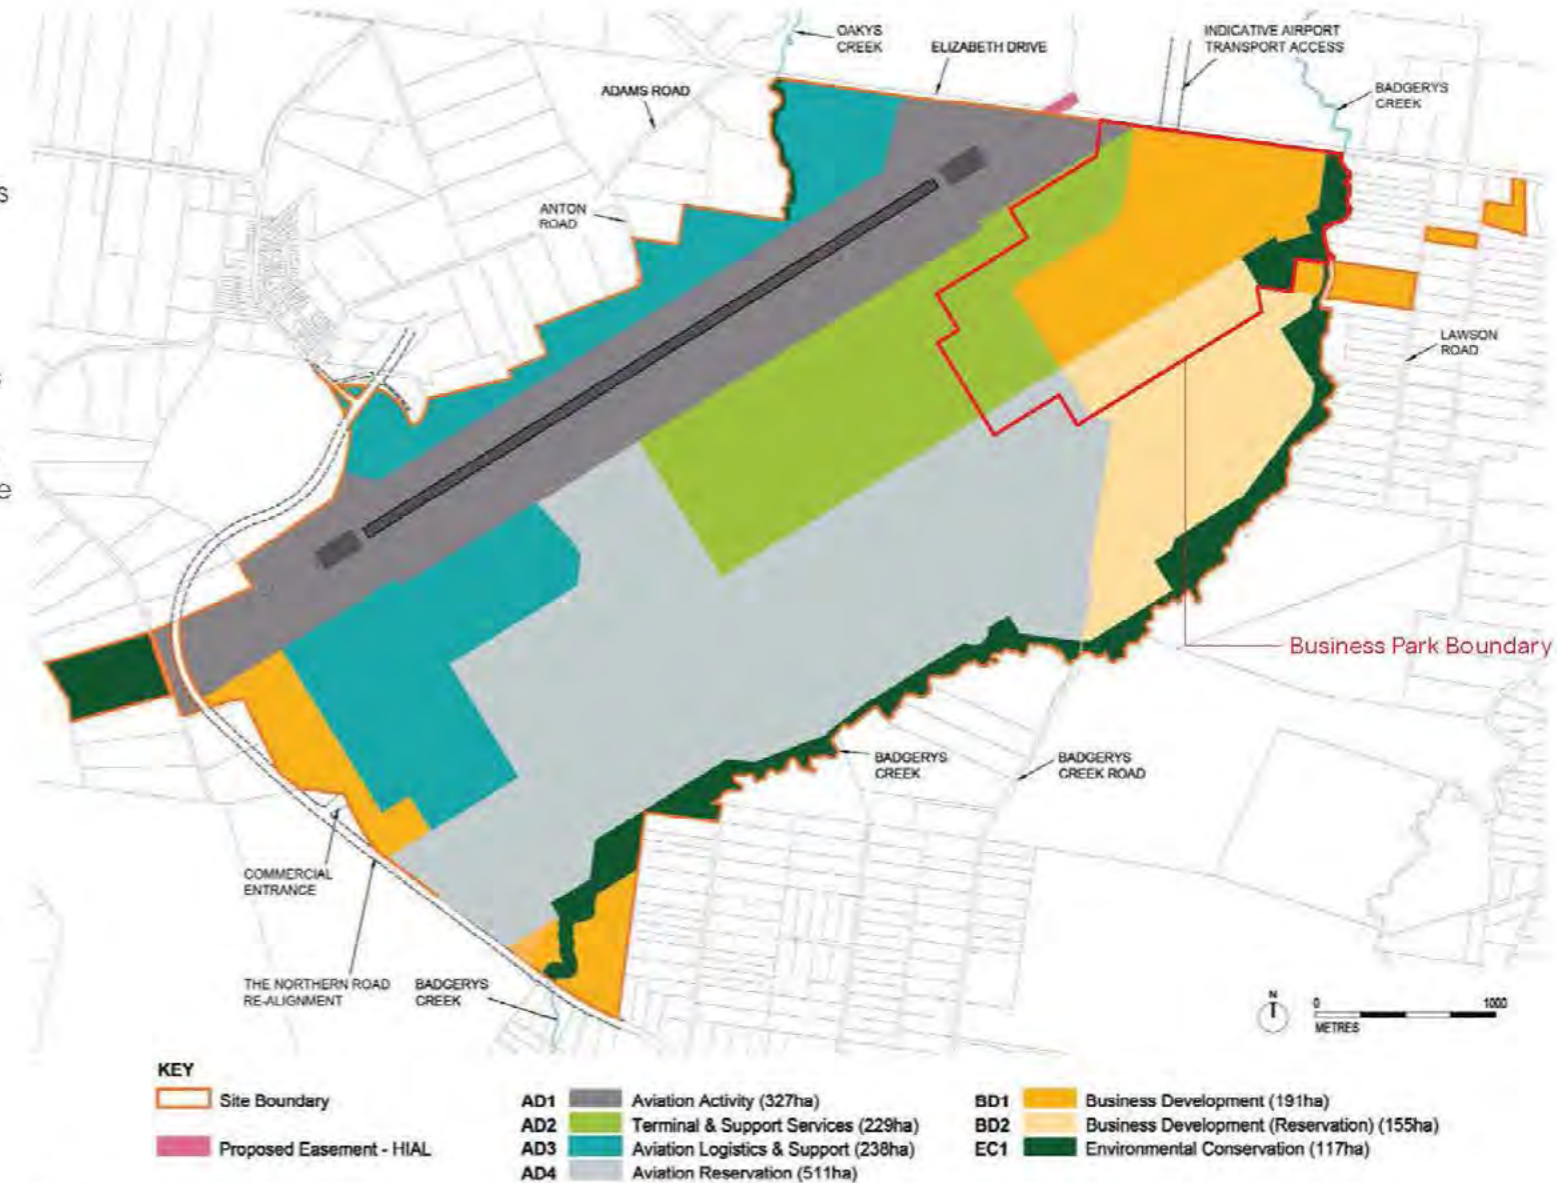 OAKYS
CREEK
ELIZABETH DRIVE
INDICATIVE AIRPORT
TRANSPORT ACCESS
ADAMS ROAD
BADGERYS
CREEK
s
ANTON
ROAD
LAWSON
ROAD
e
Business Park Boundary
BADGERYS
CREEK
BADGERYS
CREEK ROAD
COMMERCIAL
ENTRANCE
THE NORTHERN ROAD
RE-ALIGNMENT
BADGERYS
CREEK
N
0 1000
METRES
KEY
Site Boundary
Proposed Easement - HIAL
AD1 Aviation Activity (327ha)
AD2 Terminal & Support Services (229ha)
AD3 Aviation Logistics & Support (238ha)
AD4 Aviation Reservation (511ha)
BD1 Business Development (191ha)
BD2 Business Development (Reservation) (155ha)
EC1 Environmental Conservation (117ha)